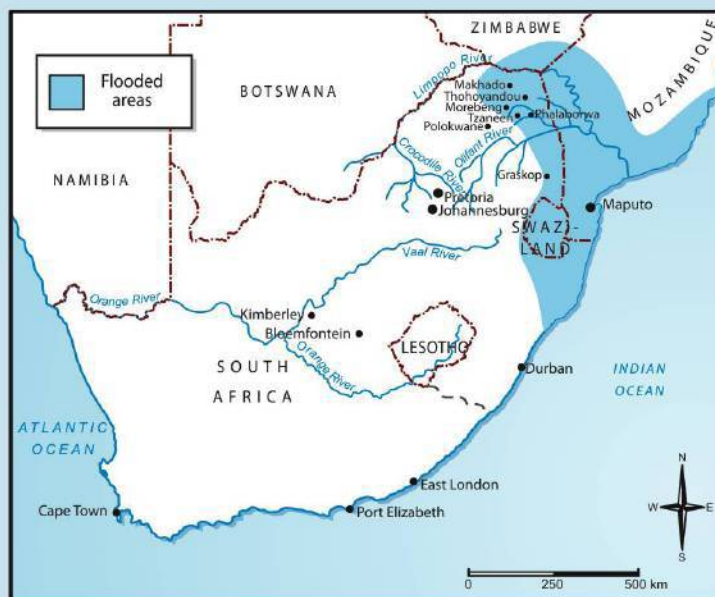 ZIMBABWE
Flooded
areas
BOTSWANA
Limpopo River
MOZAMBIQUE
Makhado
Thohoyandou
Morebeng
Tzaneen
Phalaborwa
Polokwane
Olifant River
Crocodile River
NAMIBIA
Graskop
Pretoria
Johannesburg
Maputo
SWAZI-
LAND
Vaal River
Orange River
Kimberley
Bloemfontein
LESOTHO
Orange River
SOUTH
AFRICA
Durban
INDIAN
OCEAN
ATLANTIC
OCEAN
East London
Cape Town
Port Elizabeth
N
W
E
S
0
250
500 km